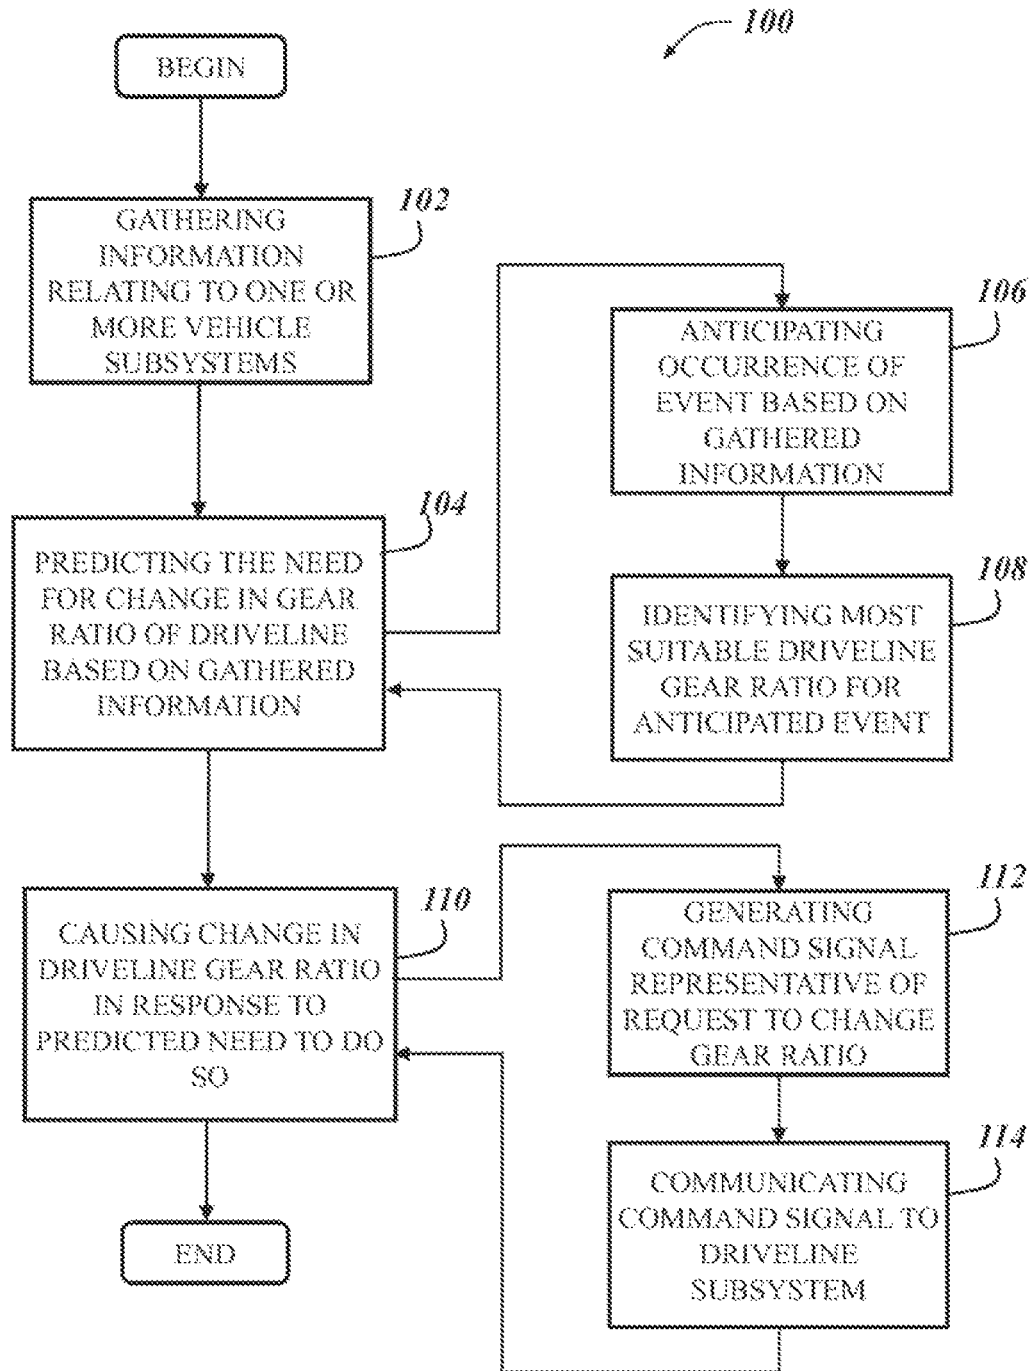 100
BEGIN
102
GATHERING
INFORMATION
RELATING TO ONE OR
MORE VEHICLE
SUBSYSTEMS
104
PREDICTING THE NEED
FOR CHANGE IN GEAR
RATIO OF DRIVELINE
BASED ON GATHERED
INFORMATION
106
ANTICIPATING
OCCURRENCE OF
EVENT BASED ON
GATHERED
INFORMATION
108
IDENTIFYING MOST
SUITABLE DRIVELINE
GEAR RATIO FOR
ANTICIPATED EVENT
110
CAUSING CHANGE IN
DRIVELINE GEAR RATIO
IN RESPONSE TO
PREDICTED NEED TO DO
SO
112
GENERATING
COMMAND SIGNAL
REPRESENTATIVE OF
REQUEST TO CHANGE
GEAR RATIO
114
COMMUNICATING
COMMAND SIGNAL TO
DRIVELINE
SUBSYSTEM
END